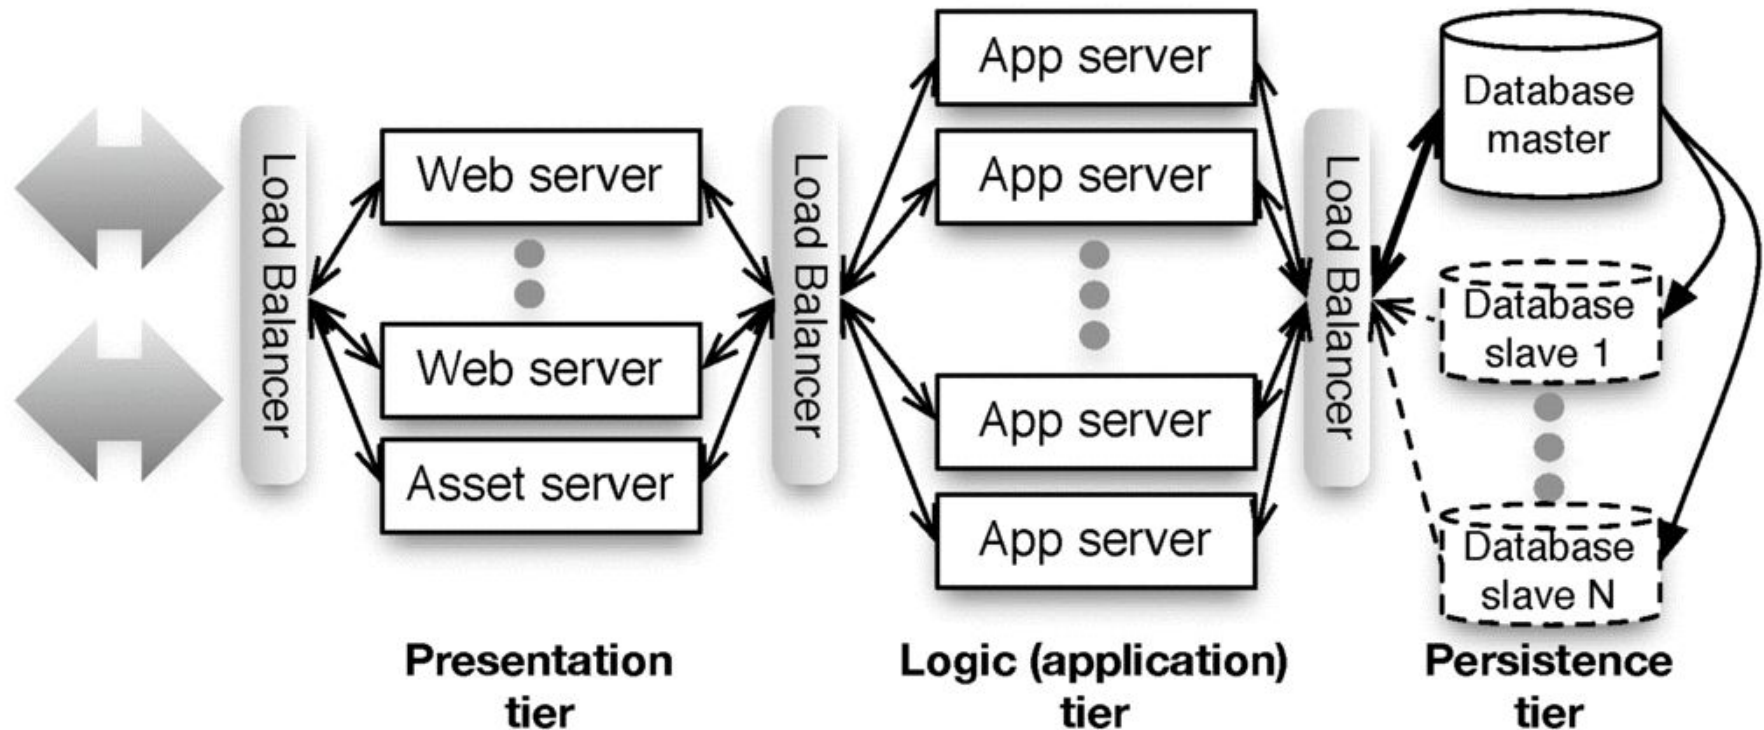 Load Balancer
Web server
Web server
Asset server
Presentation
tier
Load Balancer
App server
App server
App server
App server
Logic (application)
tier
Load Balancer
Database
master
Database
slave 1
Database
slave N
Persistence
tier